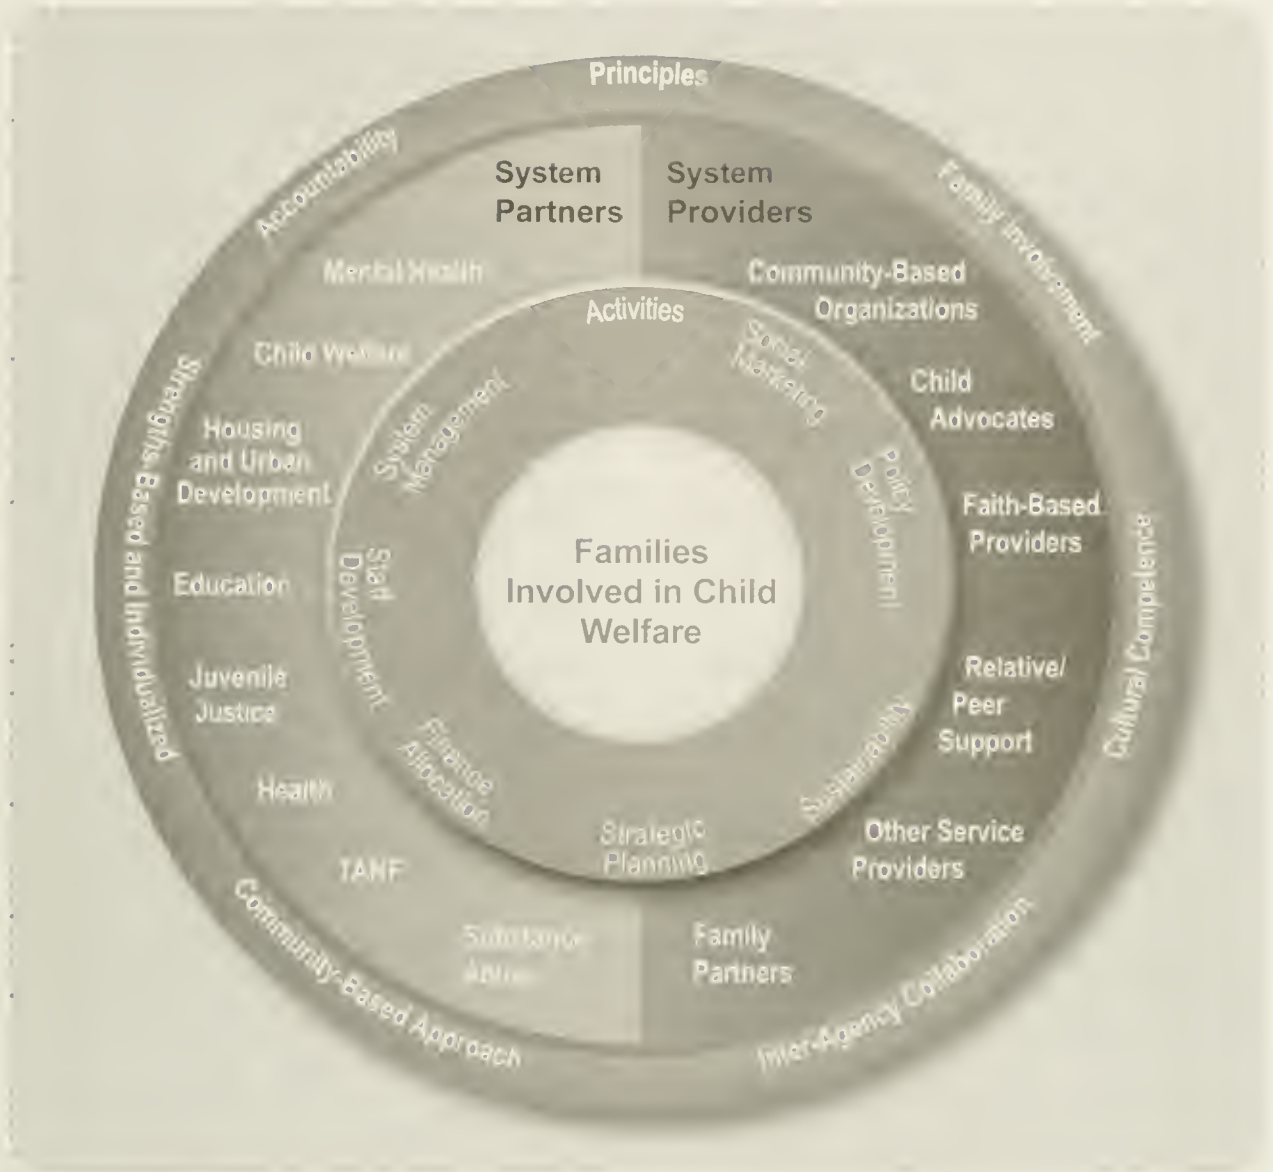 Principles
Accountability
Family Involvement
Strengths-Based and Individualized
Cultural Competence
Community-Based Approach
Inter-Agency Collaboration
System
Partners
Mental Health
Child Welfare
Housing
and Urban
Development
Education
Juvenile
Justice
Health
TANF
Substance
Abuse
System
Providers
Community-Based
Organizations
Child
Advocates
Faith-Based
Providers
Relative/
Peer
Support
Other Service
Providers
Family
Partners
Activities
Social
Marketing
Policy
Development
Sustainability
Strategic
Planning
Finance
Allocation
Staff
Development
System
Management
Families
Involved in Child
Welfare